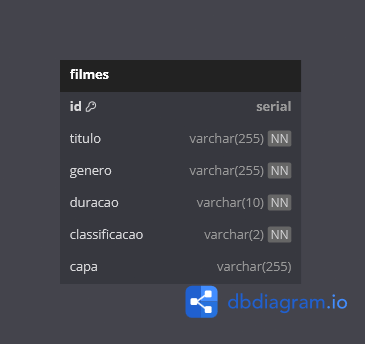 filmes
id serial
titulo varchar(255) NN
genero varchar(255) NN
duracao varchar(10) NN
classificacao varchar(2) NN
capa varchar(255)
dbdiagram.io